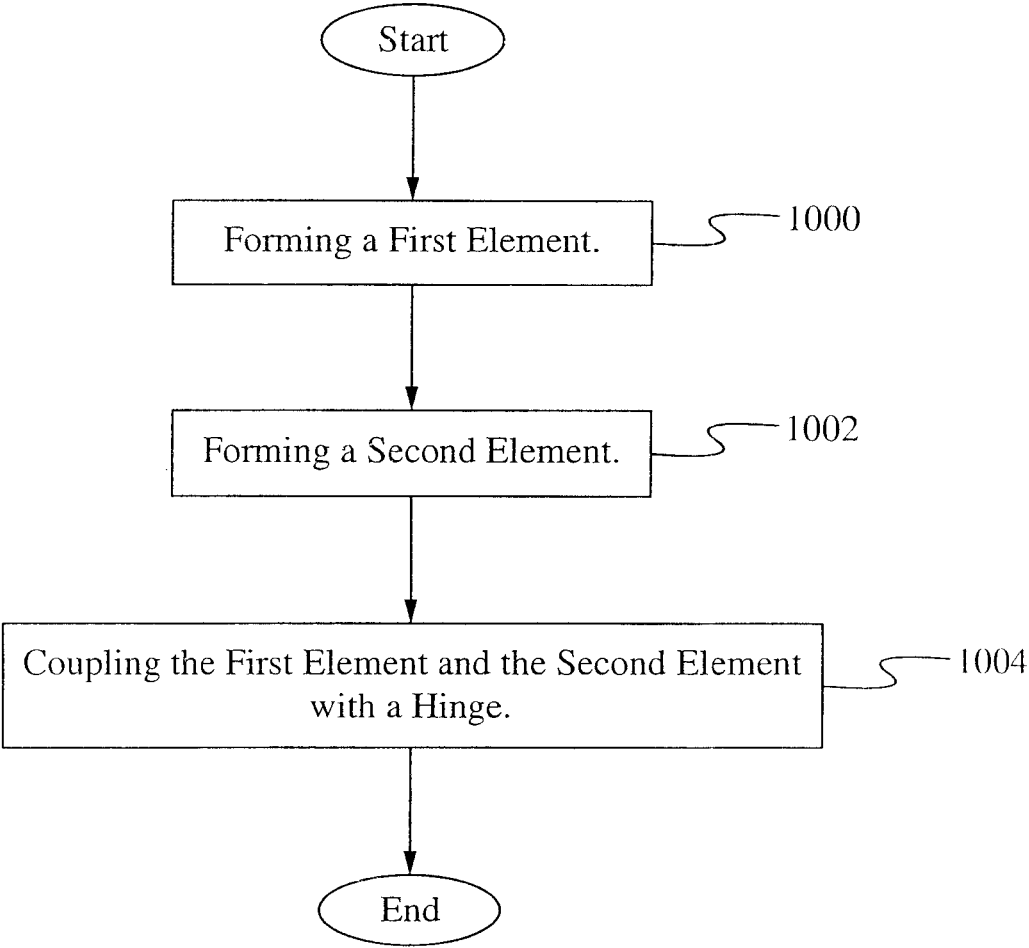 Start
Forming a First Element.
1000
Forming a Second Element.
1002
Coupling the First Element and the Second Element
with a Hinge.
1004
End